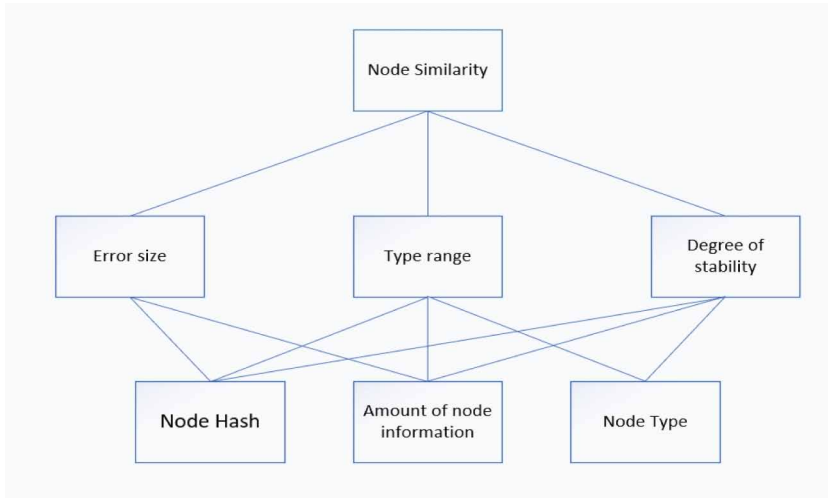 Node Similarity
Error size
Type range
Degree of
stability
Node Hash
Amount of node
information
Node Type